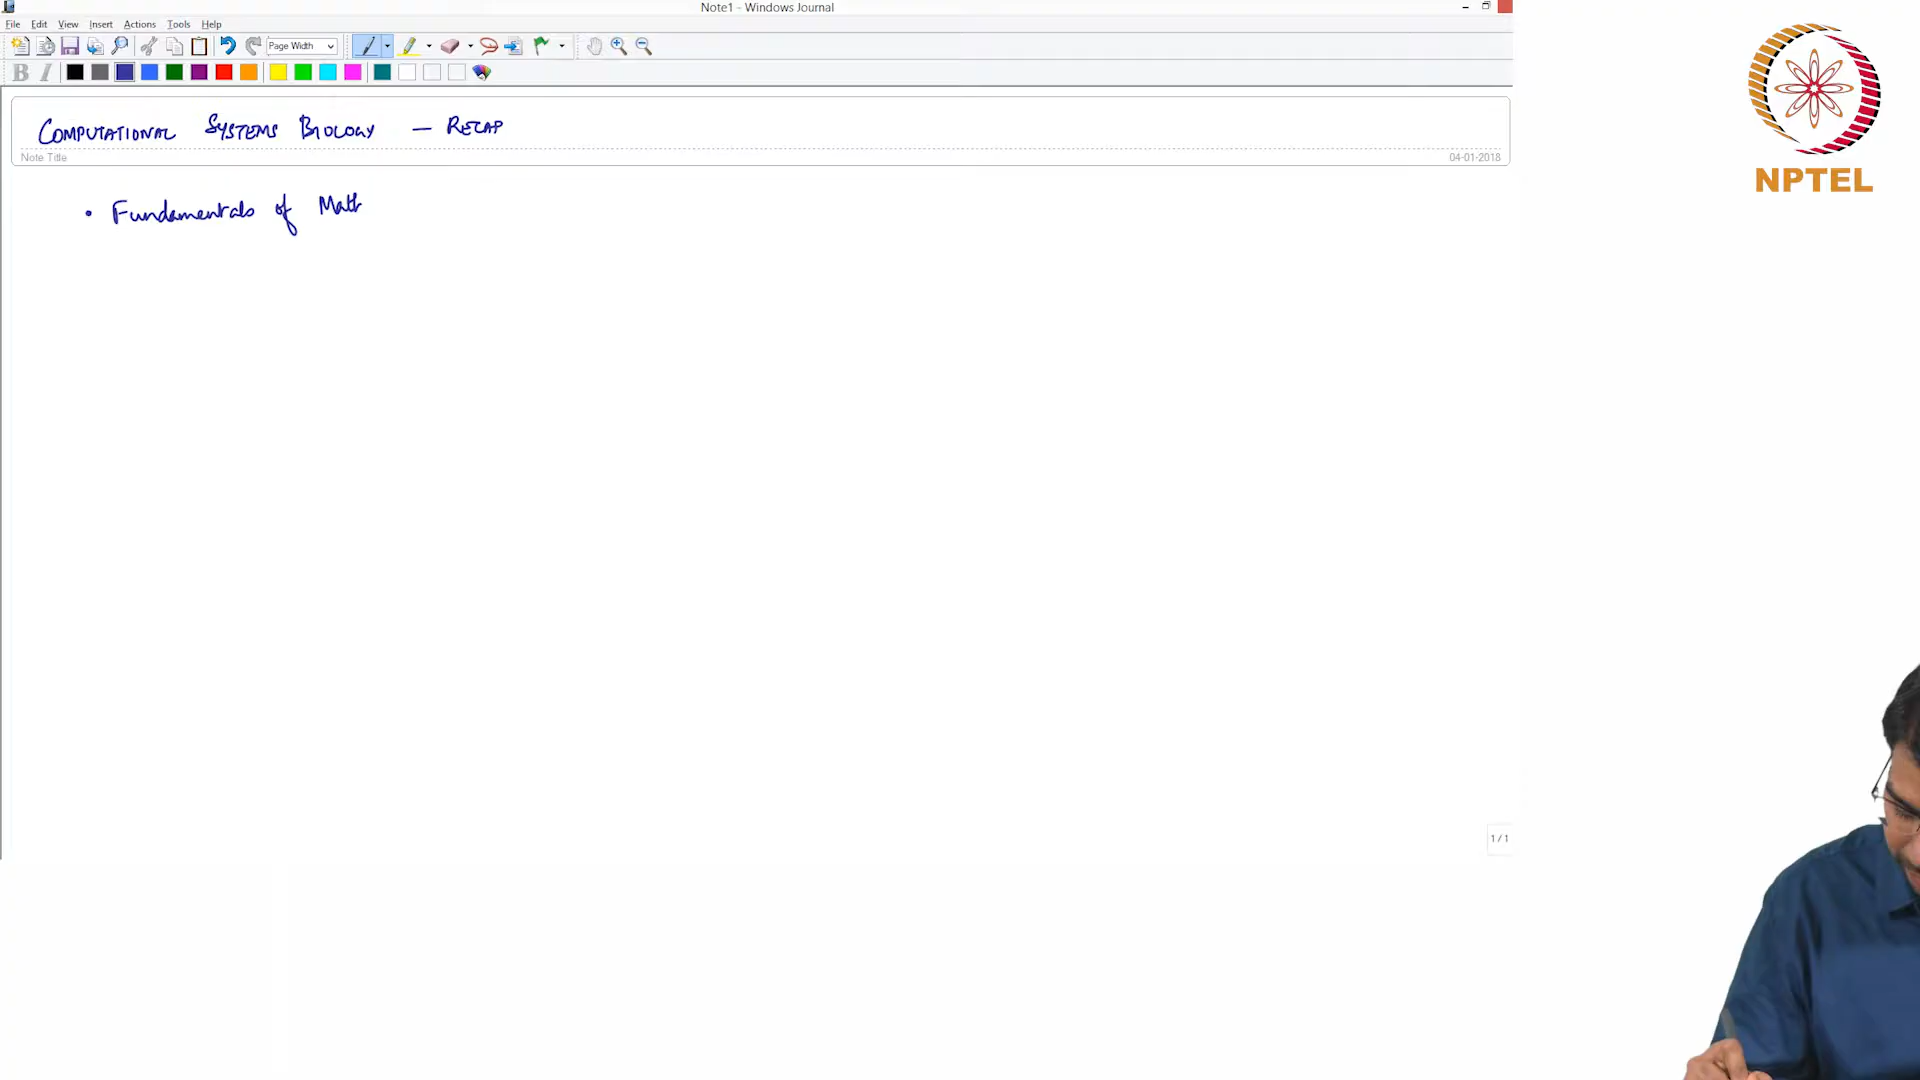 Note1 - Windows Journal
File Edit View Insert Actions Tools Help
Page Width
B I
COMPUTATIONAL SYSTEMS BIOLOGY — RECAP
Note Title
04-01-2018
• Fundamentals of Math
NPTEL
1 / 1